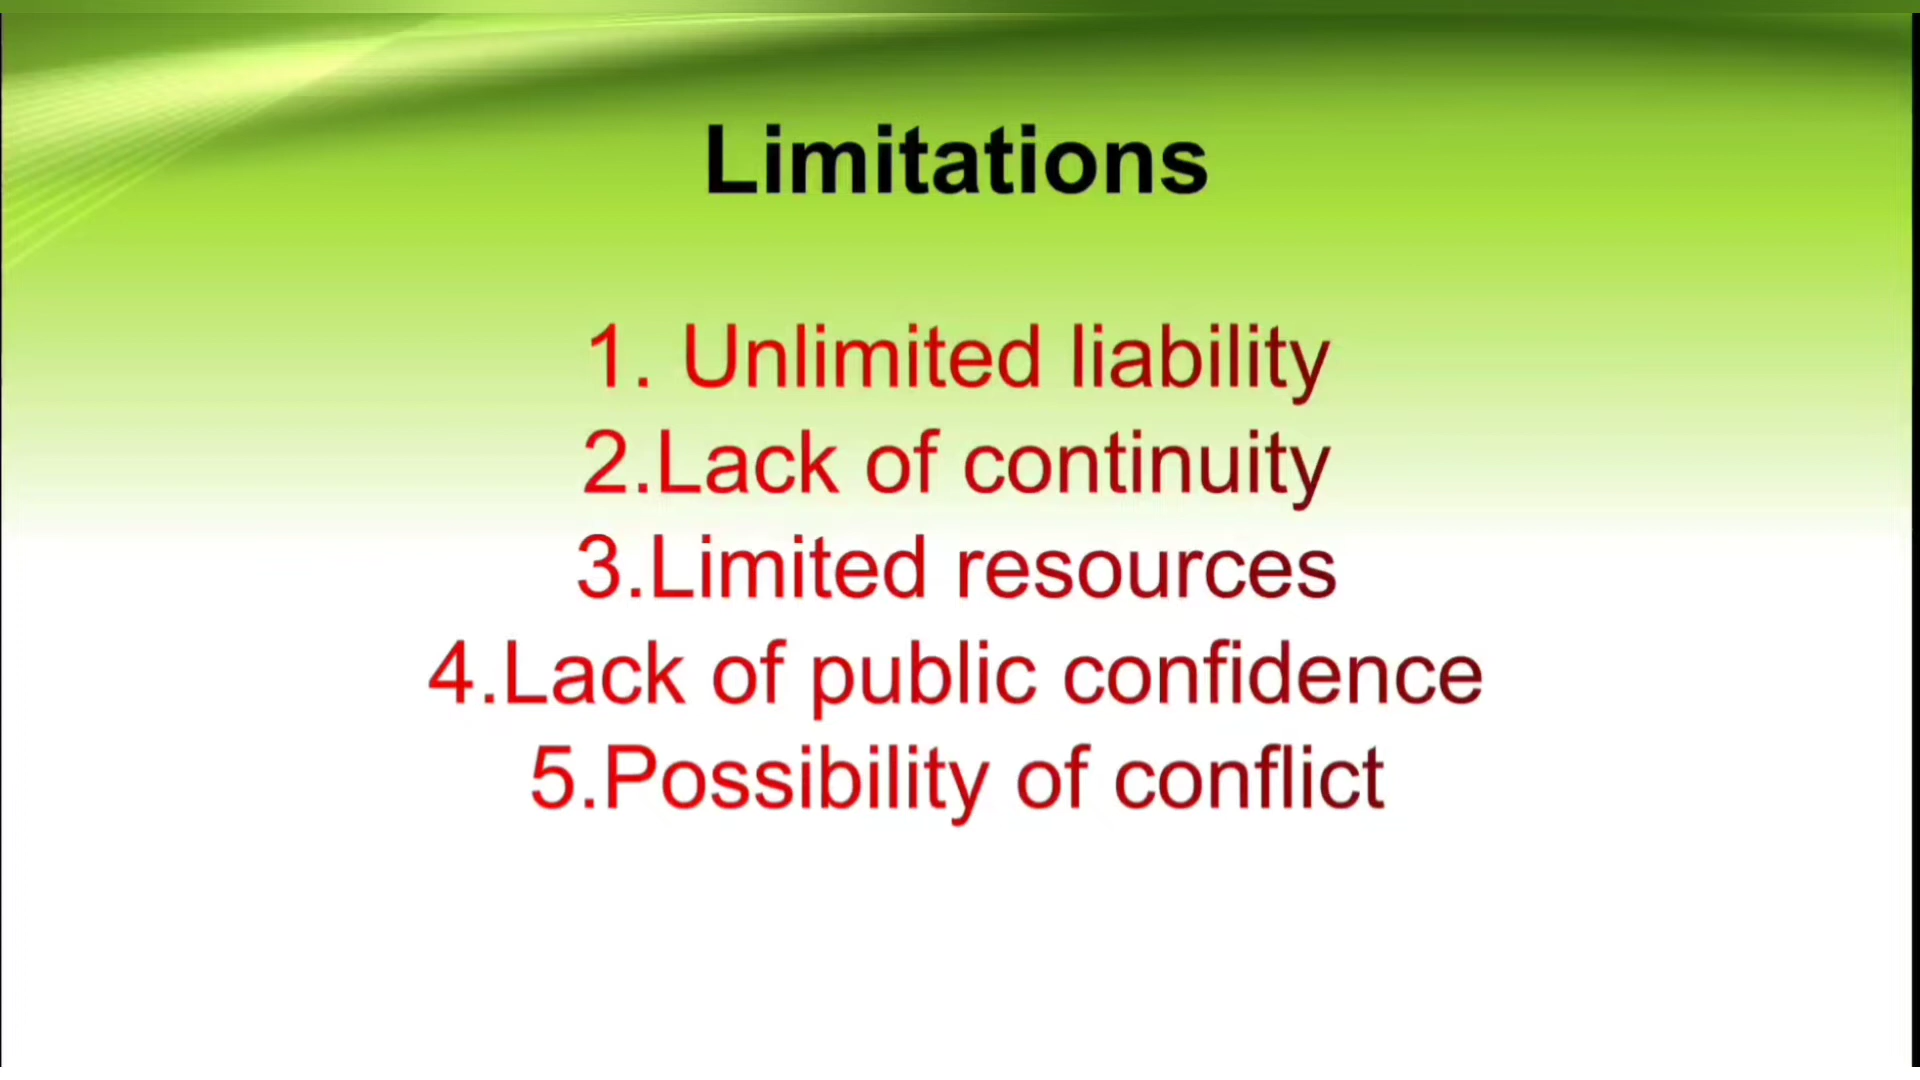 Limitations
1. Unlimited liability
2.Lack of continuity
3.Limited resources
4.Lack of public confidence
5.Possibility of conflict